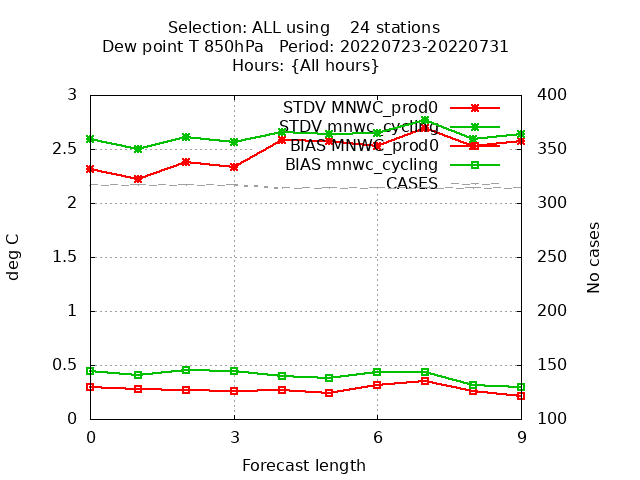 Selection: ALL using    24 stations
Dew point T 850hPa   Period: 20220723-20220731
Hours: {All hours}
3
2.5
2
1.5
1
0.5
0
400
350
300
250
200
150
100
deg C
No cases
STDV MNWC_prod0
STDV mnwc_cycling
BIAS MNWC_prod0
BIAS mnwc_cycling
CASES
0
3
6
9
Forecast length